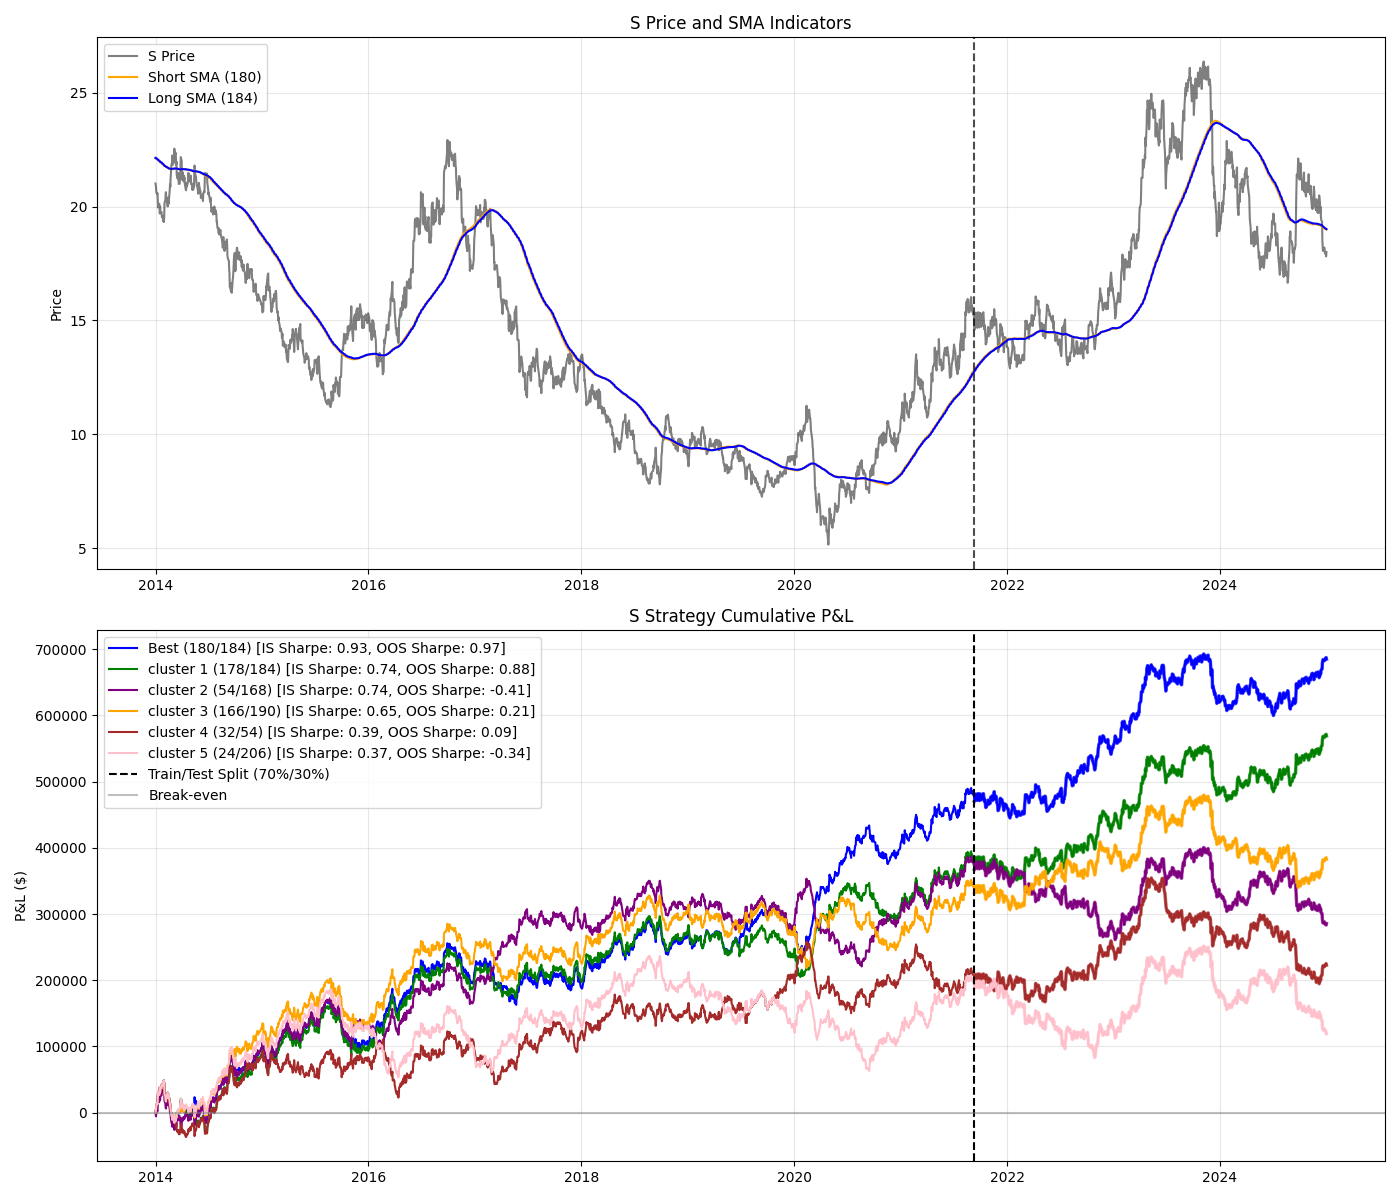 S Price and SMA Indicators
S Price
Short SMA (180)
Long SMA (184)
Price
25
20
15
10
5
2014
2016
2018
2020
2022
2024
S Strategy Cumulative P&L
Best (180/184) [IS Sharpe: 0.93, OOS Sharpe: 0.97]
cluster 1 (178/184) [IS Sharpe: 0.74, OOS Sharpe: 0.88]
cluster 2 (54/168) [IS Sharpe: 0.74, OOS Sharpe: -0.41]
cluster 3 (166/190) [IS Sharpe: 0.65, OOS Sharpe: 0.21]
cluster 4 (32/54) [IS Sharpe: 0.39, OOS Sharpe: 0.09]
cluster 5 (24/206) [IS Sharpe: 0.37, OOS Sharpe: -0.34]
Train/Test Split (70%/30%)
Break-even
P&L ($)
700000
600000
500000
400000
300000
200000
100000
0
2014
2016
2018
2020
2022
2024